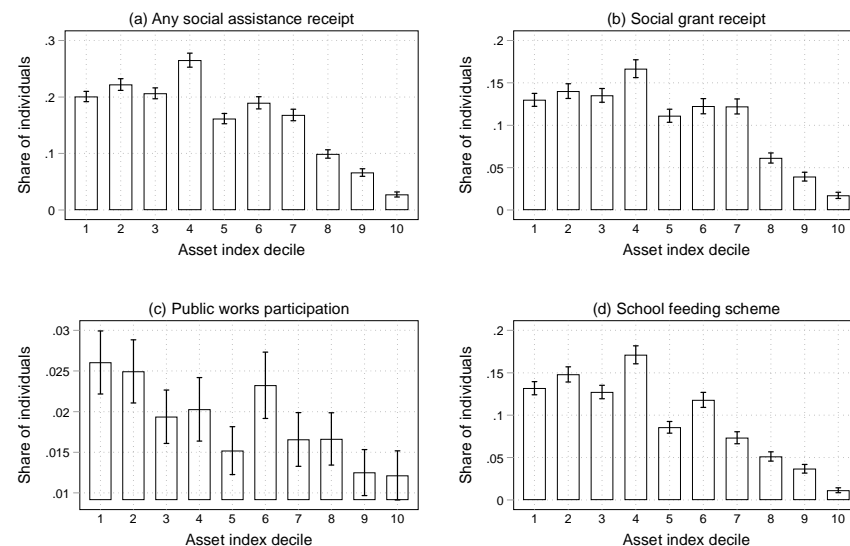 (a) Any social assistance receipt
Share of individuals
.3
.2
.1
0
1 2 3 4 5 6 7 8 9 10
Asset index decile
(b) Social grant receipt
Share of individuals
.2
.15
.1
.05
0
1 2 3 4 5 6 7 8 9 10
Asset index decile
(c) Public works participation
Share of individuals
.03
.025
.02
.015
.01
1 2 3 4 5 6 7 8 9 10
Asset index decile
(d) School feeding scheme
Share of individuals
.2
.15
.1
.05
0
1 2 3 4 5 6 7 8 9 10
Asset index decile